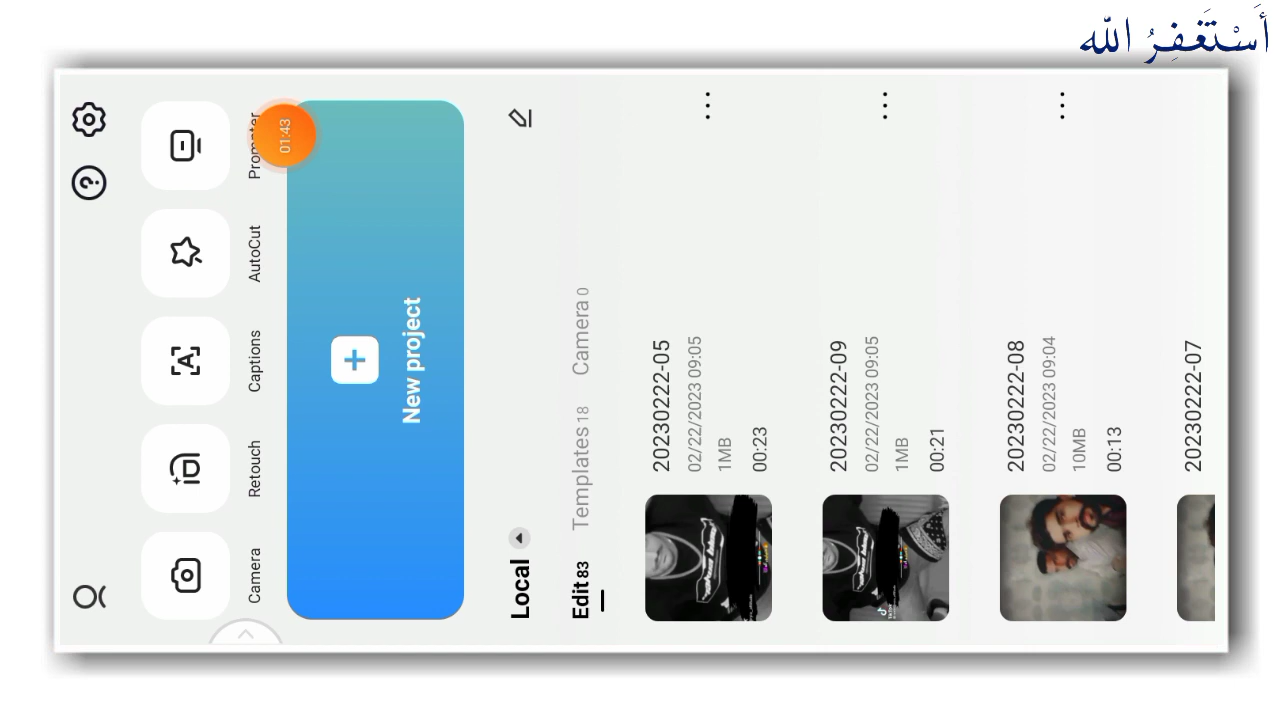 أَسْتَغْفِرُ اللّٰه
Camera
Retouch
Captions
AutoCut
Prompter
01:43
New project
Local
Edit 83 Templates 18 Camera 0
20230222-05
02/22/2023 09:05
1MB
00:23
20230222-09
02/22/2023 09:05
1MB
00:21
20230222-08
02/22/2023 09:04
10MB
00:13
20230222-07